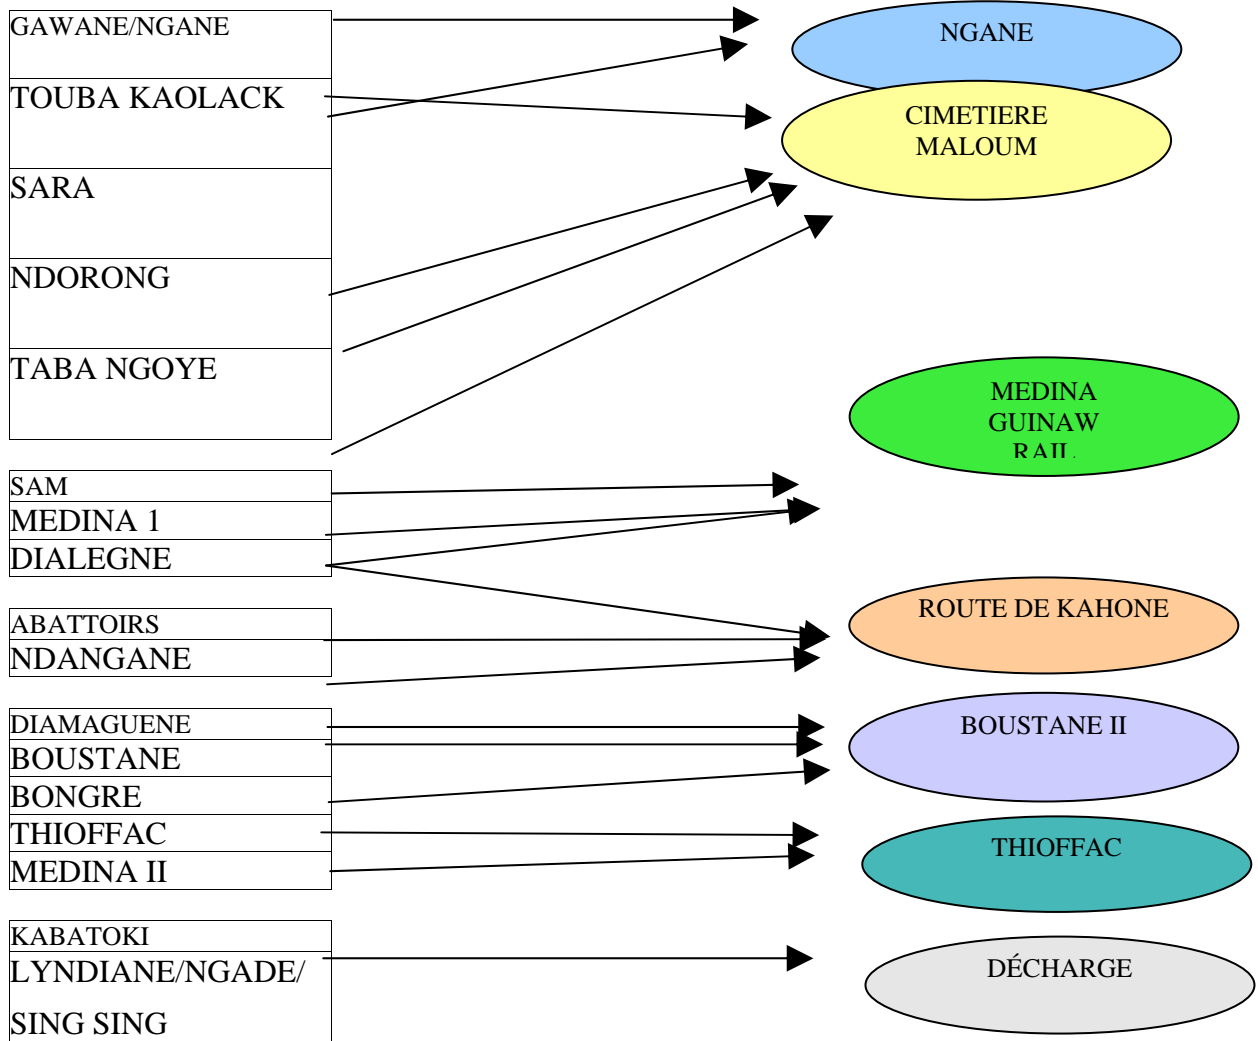 GAWANE/NGANE
TOUBA KAOLACK
SARA
NDORONG
TABA NGOYE
SAM
MEDINA 1
DIALEGNE
ABATTOIRS
NDANGANE
DIAMAGUENE
BOUSTANE
BONGRE
THIOFFAC
MEDINA II
KABATOKI
LYNDIANE/NGADE/
SING SING
NGANE
CIMETIERE
MALOUM
MEDINA
GUINAW
RAIL
ROUTE DE KAHONE
BOUSTANE II
THIOFFAC
DÉCHARGE